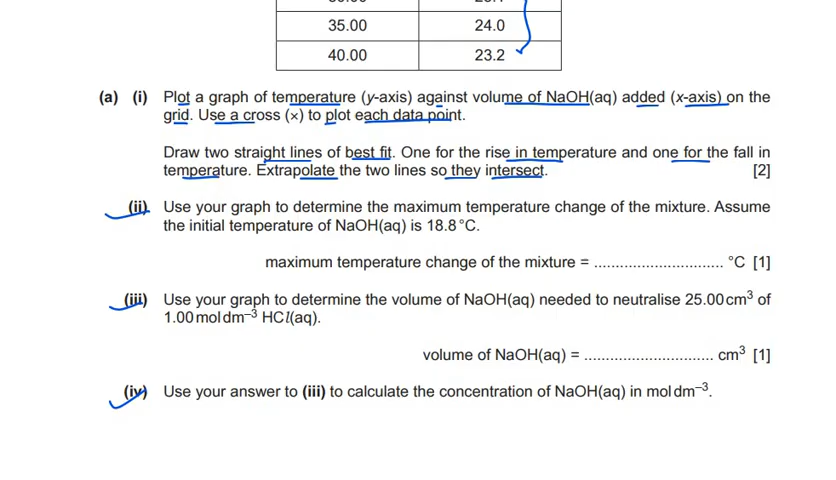 35.00 24.0
40.00 23.2
(a) (i) Plot a graph of temperature (y-axis) against volume of NaOH(aq) added (x-axis) on the
grid. Use a cross (×) to plot each data point.
Draw two straight lines of best fit. One for the rise in temperature and one for the fall in
temperature. Extrapolate the two lines so they intersect. [2]
(ii) Use your graph to determine the maximum temperature change of the mixture. Assume
the initial temperature of NaOH(aq) is 18.8 °C.
maximum temperature change of the mixture = ............................. °C [1]
(iii) Use your graph to determine the volume of NaOH(aq) needed to neutralise 25.00 cm³ of
1.00 mol dm⁻³ HCl(aq).
volume of NaOH(aq) = ............................. cm³ [1]
(iv) Use your answer to (iii) to calculate the concentration of NaOH(aq) in mol dm⁻³.